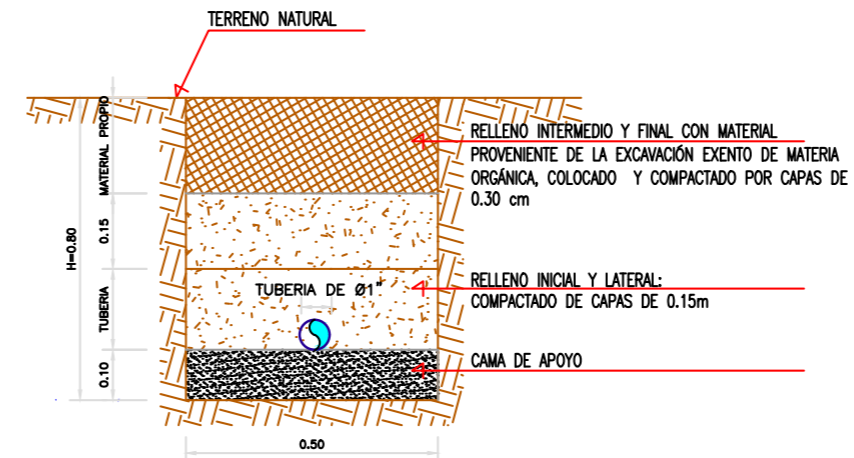 TERRENO NATURAL
MATERIAL PROPIO
RELLENO INTERMEDIO Y FINAL CON MATERIAL
PROVENIENTE DE LA EXCAVACIÓN EXENTO DE MATERIA
ORGÁNICA, COLOCADO Y COMPACTADO POR CAPAS DE
0.30 cm
0.15
H=0.80
TUBERIA DE Ø1"
RELLENO INICIAL Y LATERAL:
COMPACTADO DE CAPAS DE 0.15m
TUBERIA
CAMA DE APOYO
0.10
0.50